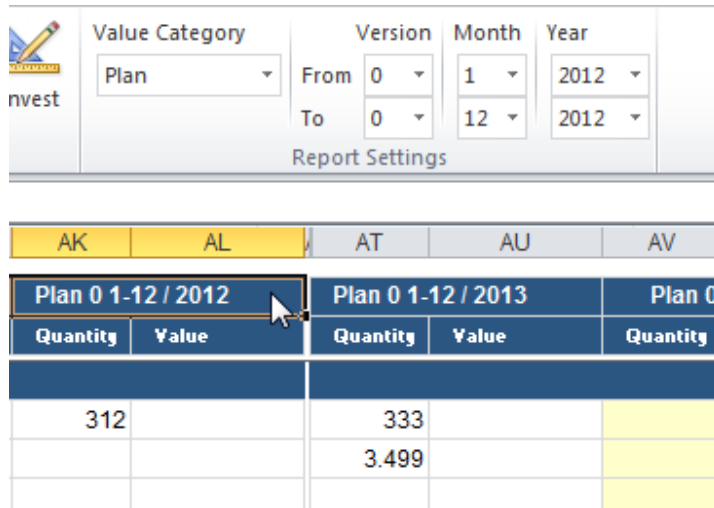 Value Category Version Month Year
Plan From 0 1 2012
nvest To 0 12 2012
Report Settings
AK AL AT AU AV
Plan 0 1-12 / 2012 Plan 0 1-12 / 2013 Plan 0
Quantity Value Quantity Value Quantity
312 333
3.499